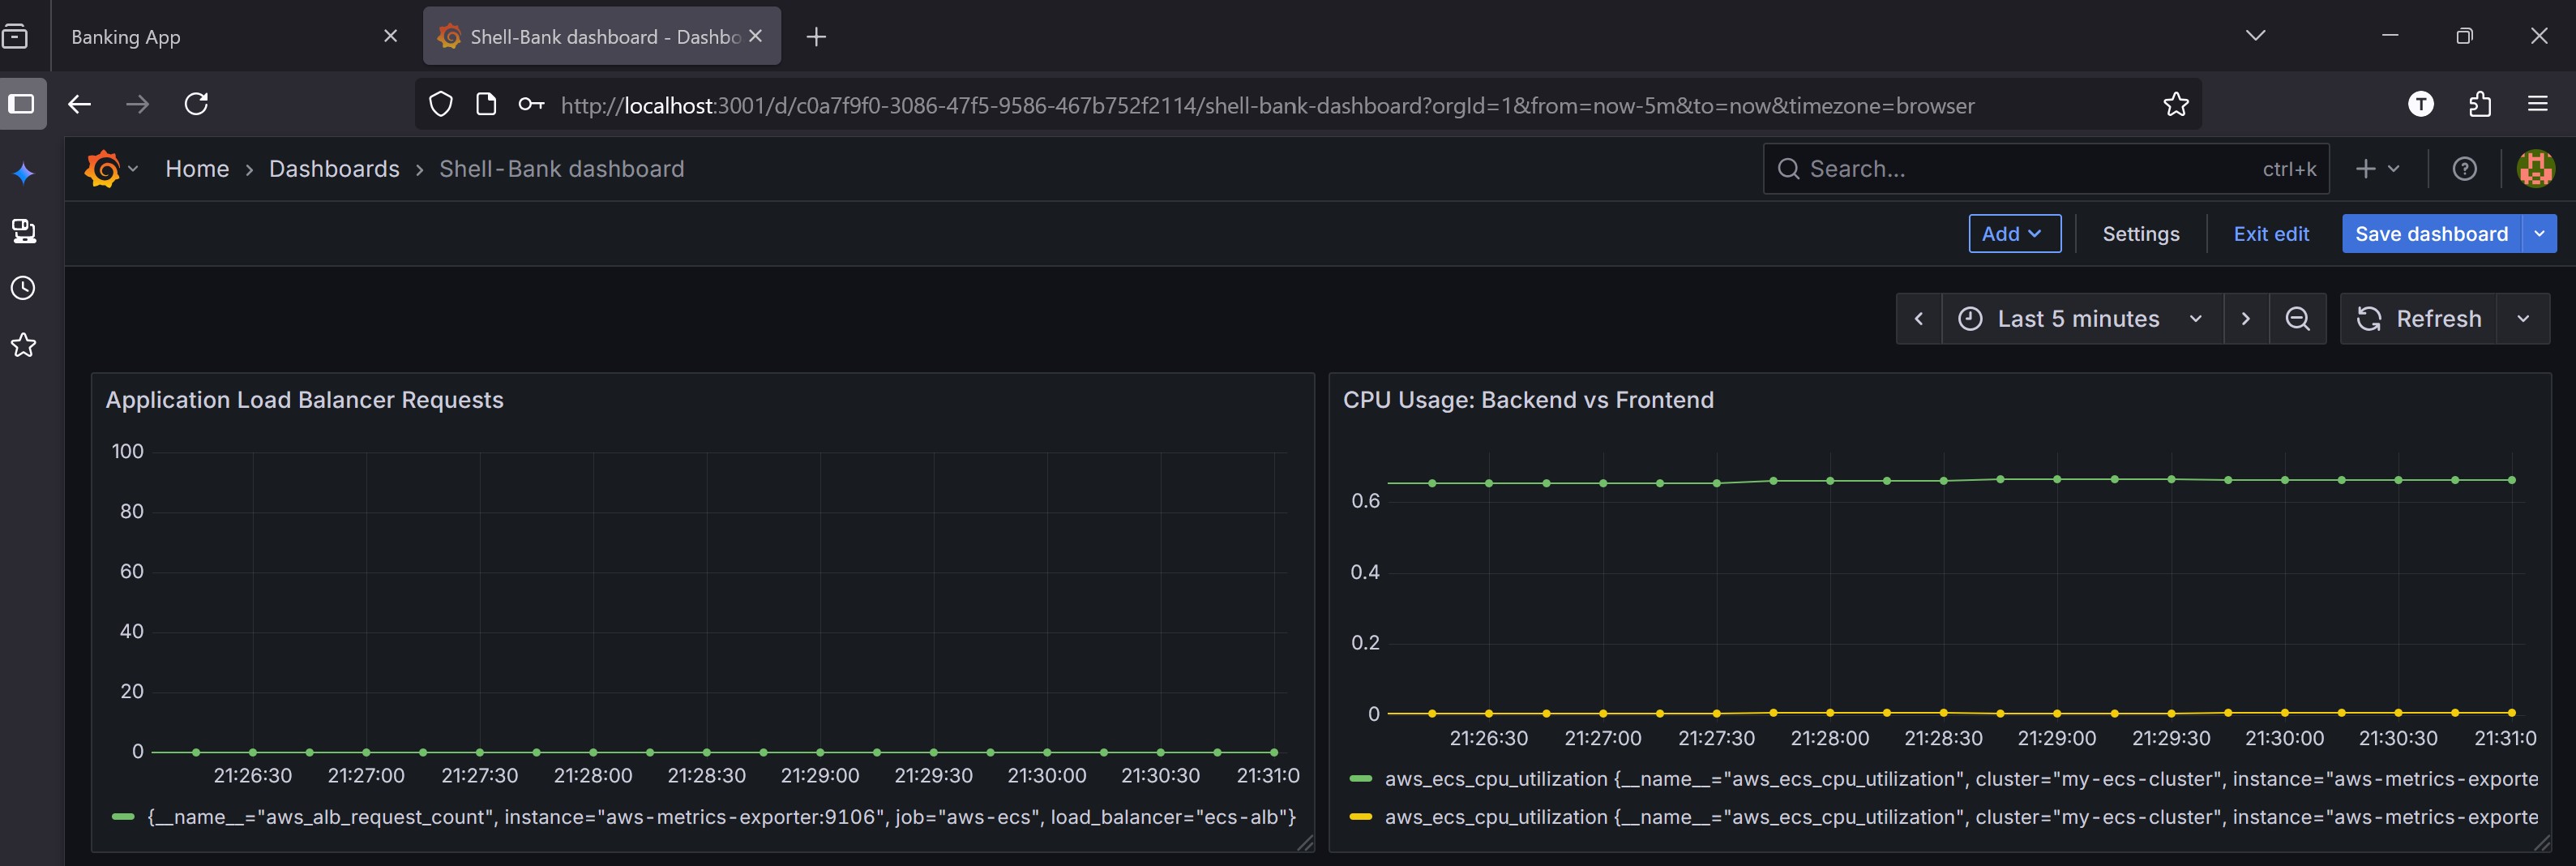 Banking App
Shell-Bank dashboard - Dashbo
http://localhost:3001/d/c0a7f9f0-3086-47f5-9586-467b752f2114/shell-bank-dashboard?orgId=1&from=now-5m&to=now&timezone=browser
T
Home › Dashboards › Shell-Bank dashboard
Search...
ctrl+k
Add
Settings
Exit edit
Save dashboard
Last 5 minutes
Refresh
Application Load Balancer Requests
100
80
60
40
20
0
21:26:30 21:27:00 21:27:30 21:28:00 21:28:30 21:29:00 21:29:30 21:30:00 21:30:30 21:31:0
{__name__="aws_alb_request_count", instance="aws-metrics-exporter:9106", job="aws-ecs", load_balancer="ecs-alb"}
CPU Usage: Backend vs Frontend
0.6
0.4
0.2
0
21:26:30 21:27:00 21:27:30 21:28:00 21:28:30 21:29:00 21:29:30 21:30:00 21:30:30 21:31:0
aws_ecs_cpu_utilization {__name__="aws_ecs_cpu_utilization", cluster="my-ecs-cluster", instance="aws-metrics-exporte
aws_ecs_cpu_utilization {__name__="aws_ecs_cpu_utilization", cluster="my-ecs-cluster", instance="aws-metrics-exporte